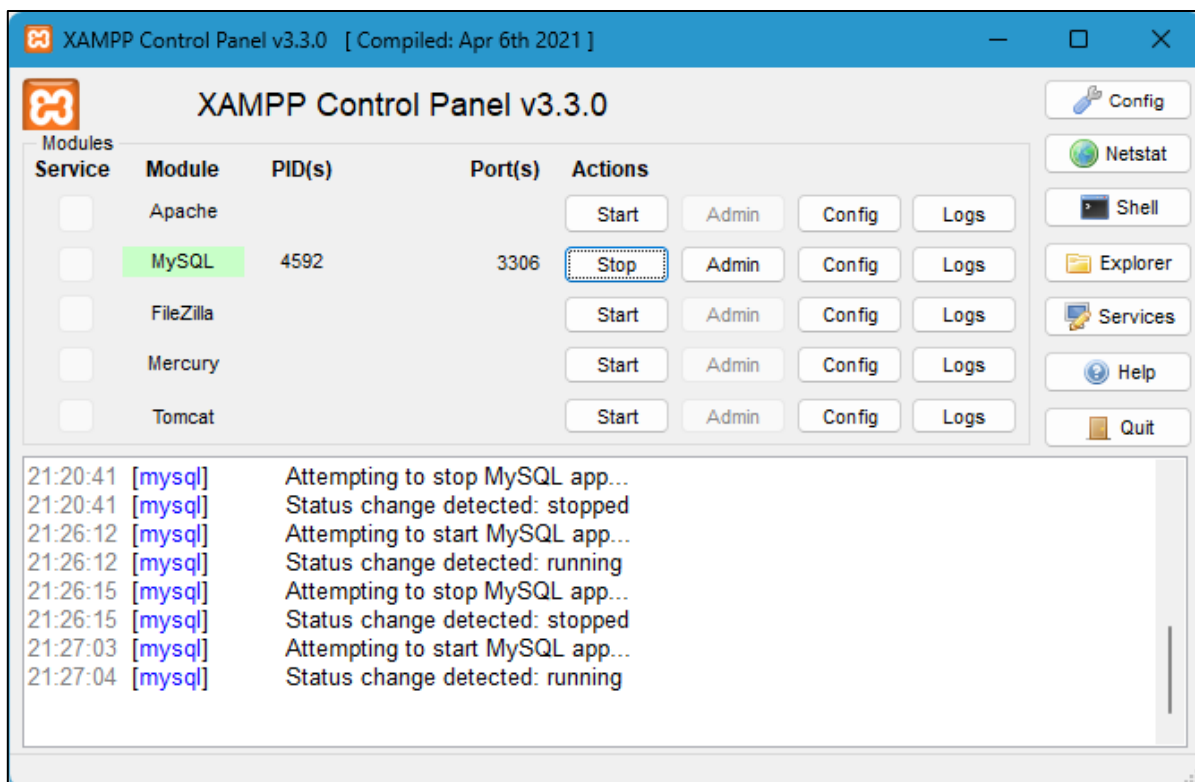 XAMPP Control Panel v3.3.0 [ Compiled: Apr 6th 2021 ]
XAMPP Control Panel v3.3.0
Config
Modules
Netstat
Service Module PID(s) Port(s) Actions
Apache Start Admin Config Logs
Shell
MySQL 4592 3306 Stop Admin Config Logs
Explorer
FileZilla Start Admin Config Logs
Services
Mercury Start Admin Config Logs
Help
Tomcat Start Admin Config Logs
Quit
21:20:41 [mysql] Attempting to stop MySQL app...
21:20:41 [mysql] Status change detected: stopped
21:26:12 [mysql] Attempting to start MySQL app...
21:26:12 [mysql] Status change detected: running
21:26:15 [mysql] Attempting to stop MySQL app...
21:26:15 [mysql] Status change detected: stopped
21:27:03 [mysql] Attempting to start MySQL app...
21:27:04 [mysql] Status change detected: running